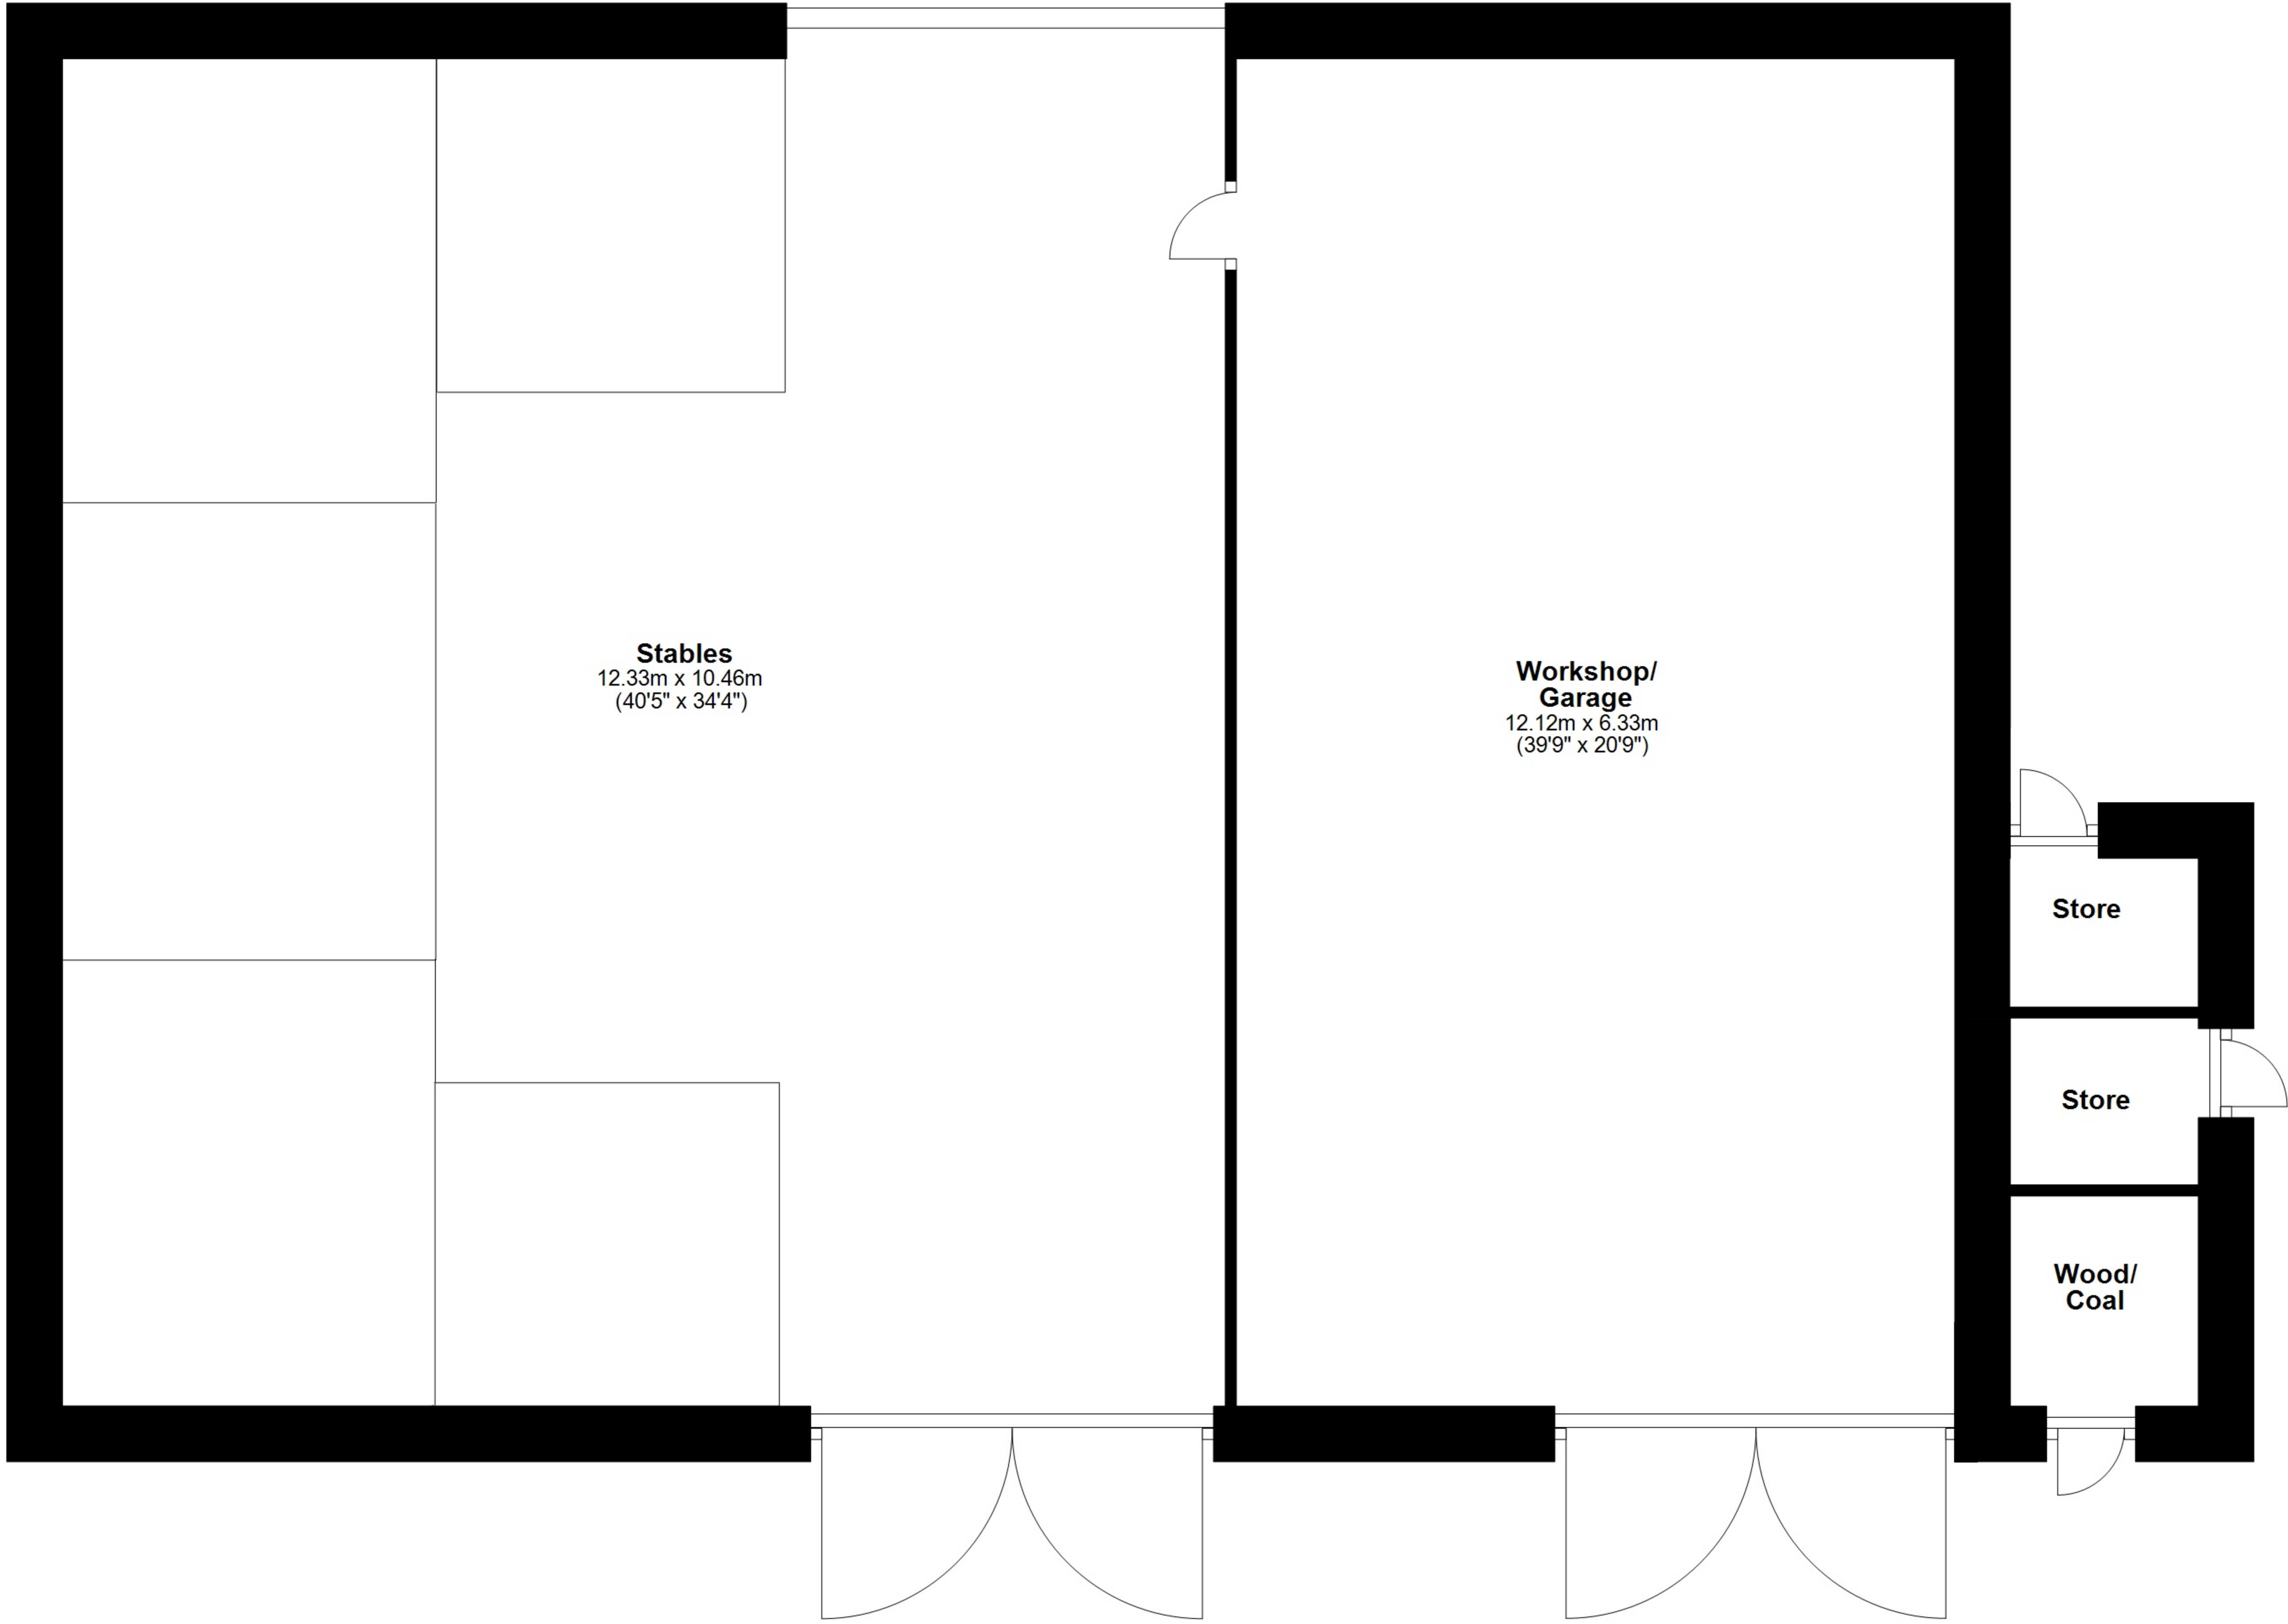 Stables
12.33m x 10.46m
(40'5" x 34'4")
Workshop/
Garage
12.12m x 6.33m
(39'9" x 20'9")
Store
Store
Wood/
Coal